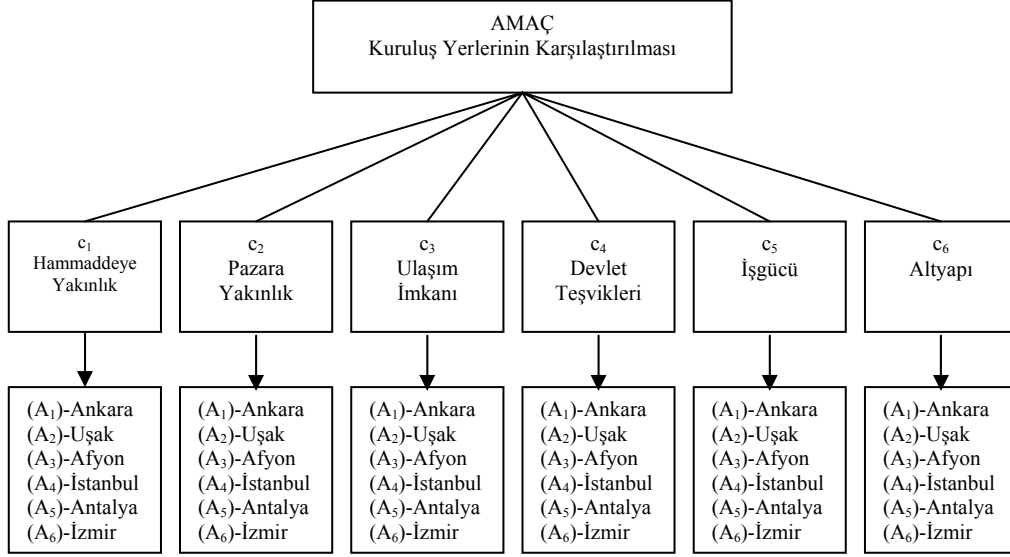 AMAÇ
Kuruluş Yerlerinin Karşılaştırılması
c₁
Hammaddeye
Yakınlık
c₂
Pazara
Yakınlık
c₃
Ulaşım
İmkanı
c₄
Devlet
Teşvikleri
c₅
İşgücü
c₆
Altyapı
(A₁)-Ankara
(A₂)-Uşak
(A₃)-Afyon
(A₄)-İstanbul
(A₅)-Antalya
(A₆)-İzmir
(A₁)-Ankara
(A₂)-Uşak
(A₃)-Afyon
(A₄)-İstanbul
(A₅)-Antalya
(A₆)-İzmir
(A₁)-Ankara
(A₂)-Uşak
(A₃)-Afyon
(A₄)-İstanbul
(A₅)-Antalya
(A₆)-İzmir
(A₁)-Ankara
(A₂)-Uşak
(A₃)-Afyon
(A₄)-İstanbul
(A₅)-Antalya
(A₆)-İzmir
(A₁)-Ankara
(A₂)-Uşak
(A₃)-Afyon
(A₄)-İstanbul
(A₅)-Antalya
(A₆)-İzmir
(A₁)-Ankara
(A₂)-Uşak
(A₃)-Afyon
(A₄)-İstanbul
(A₅)-Antalya
(A₆)-İzmir